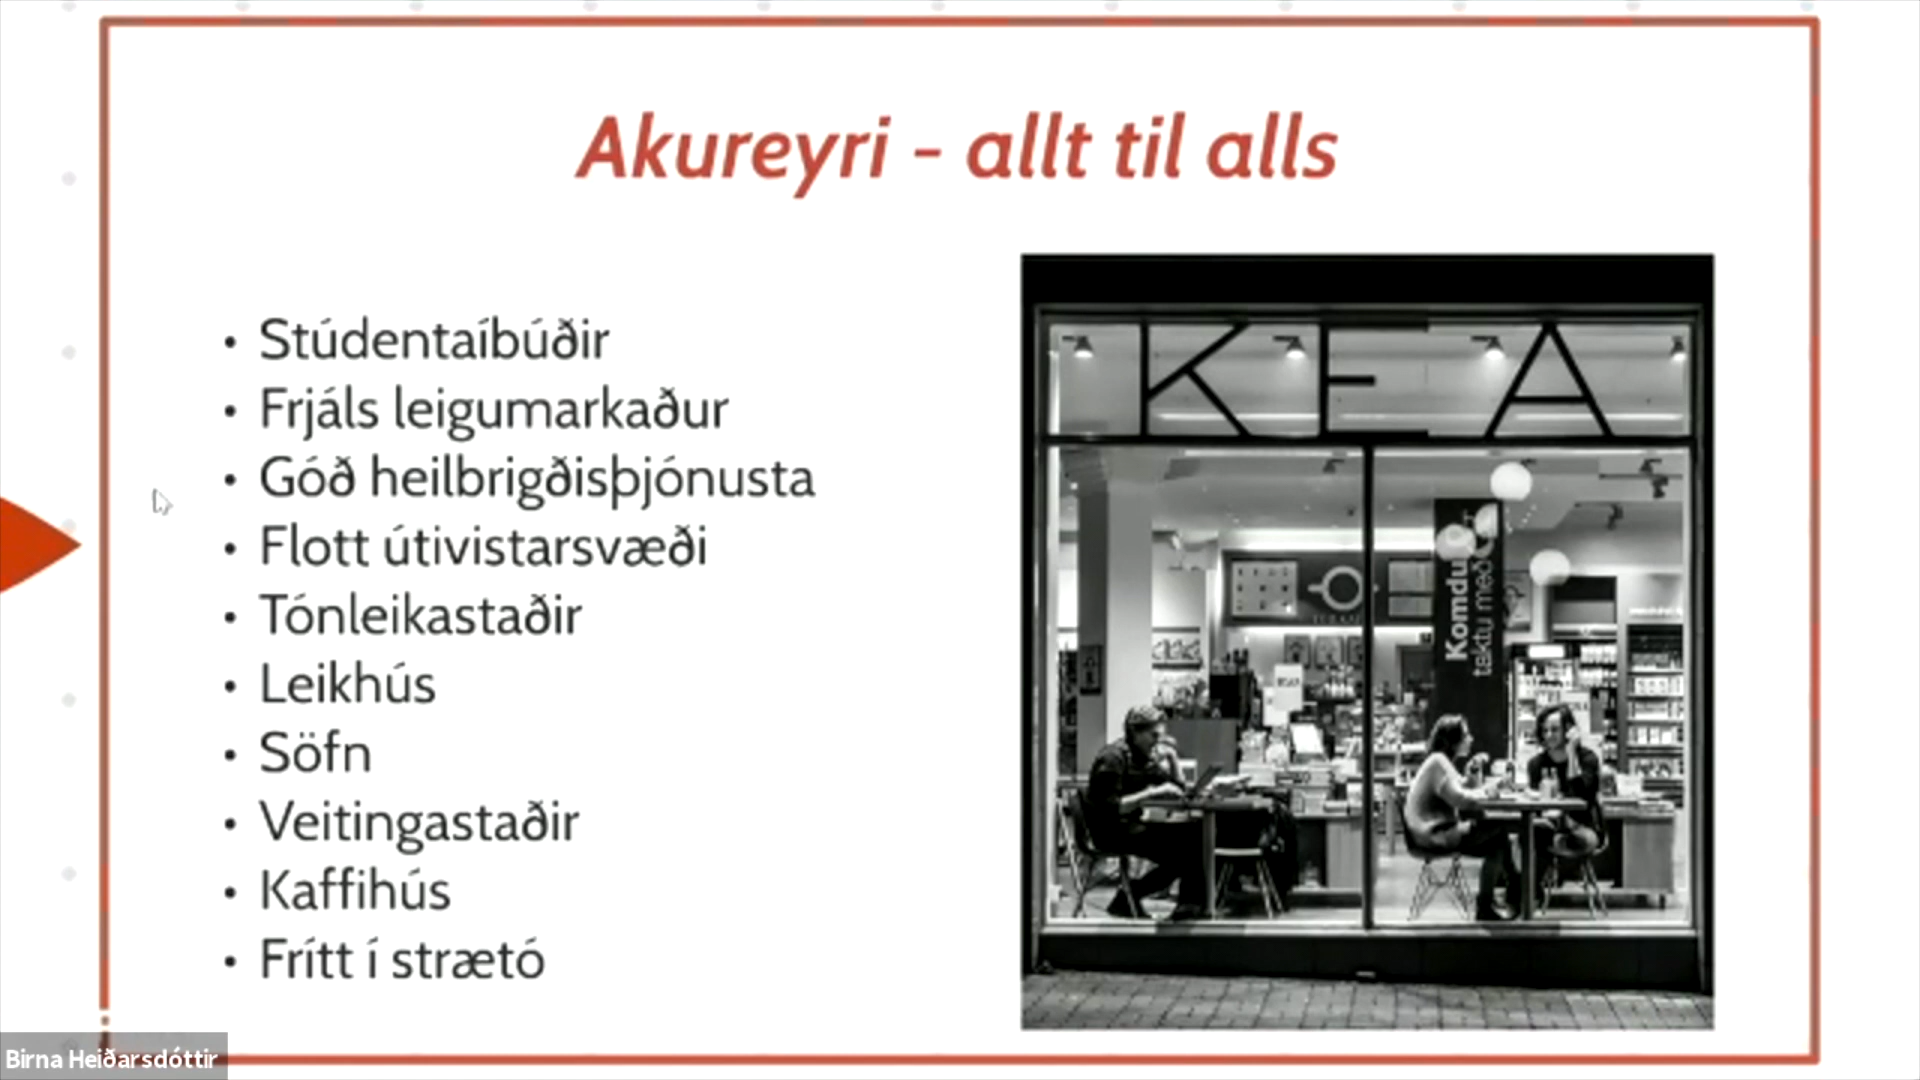 Akureyri - allt til alls
• Stúdentaíbúðir
• Frjáls leigumarkaður
• Góð heilbrigðisþjónusta
• Flott útivistarsvæði
• Tónleikastaðir
• Leikhús
• Söfn
• Veitingastaðir
• Kaffihús
• Frítt í strætó
KEA
Komdu
taktu með
Birna Heiðarsdóttir